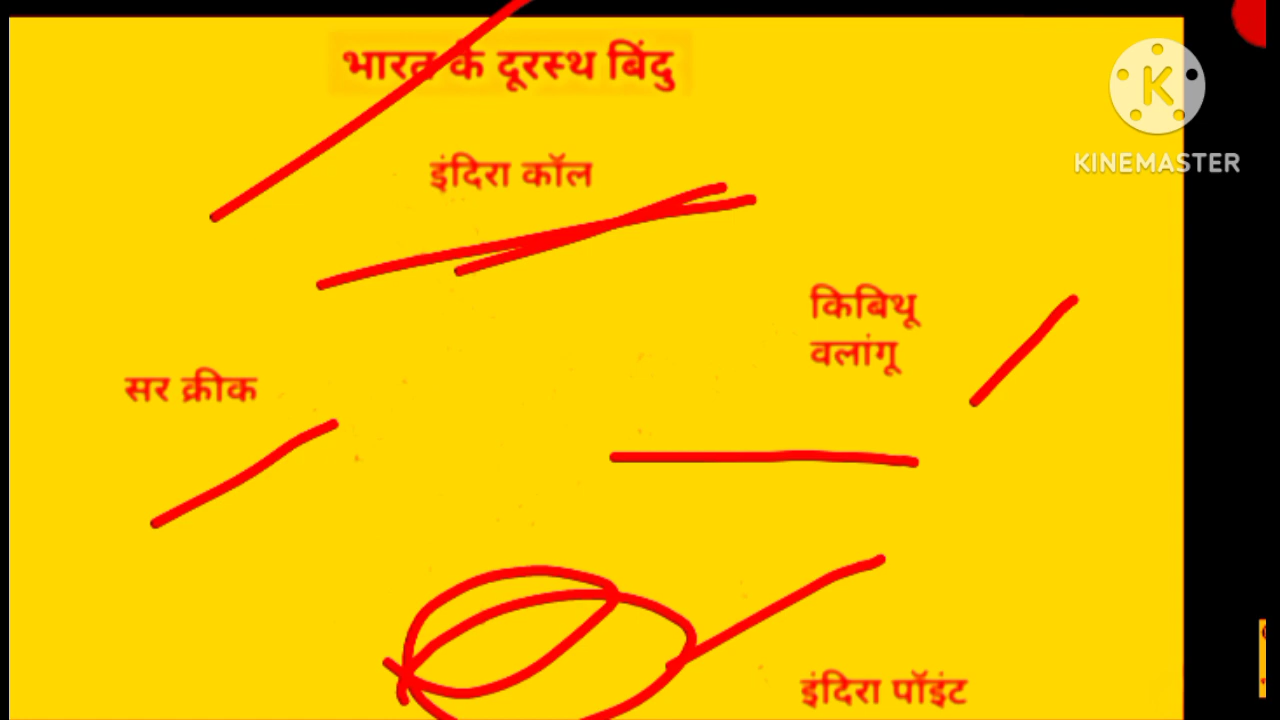 भारत के दूरस्थ बिंदु
K
KINEMASTER
इंदिरा कॉल
किबिथू
वलांगू
सर क्रीक
इंदिरा पॉइंट